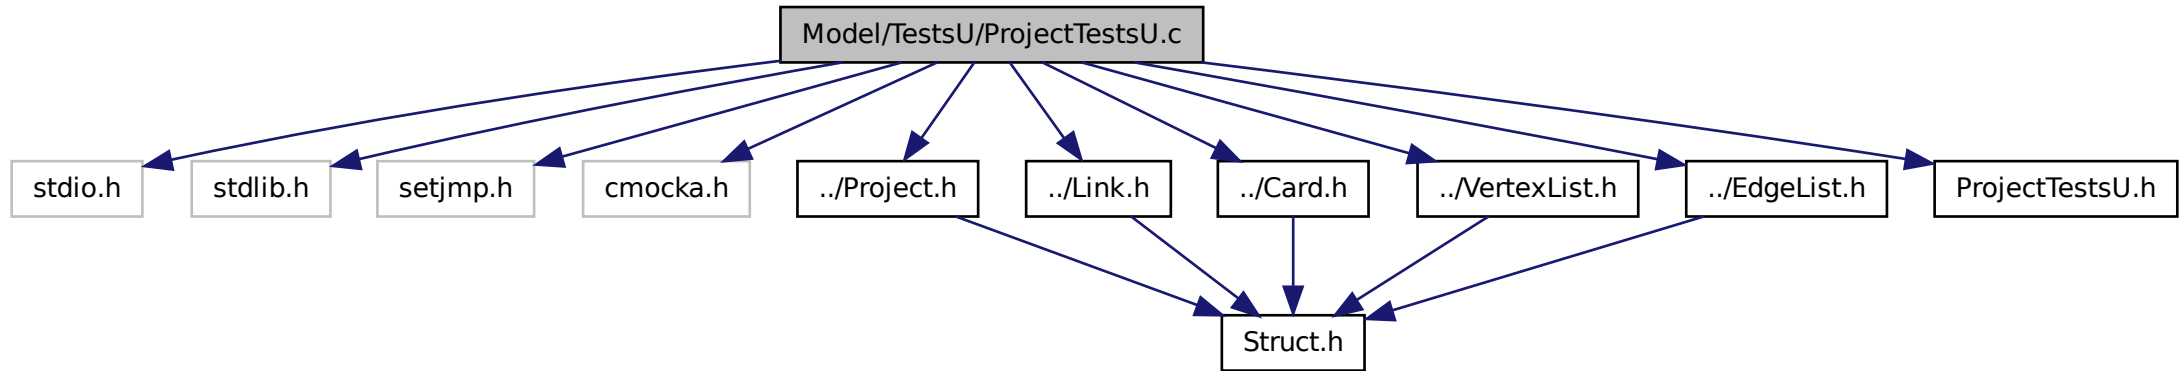 Model/TestsU/ProjectTestsU.c
stdio.h
stdlib.h
setjmp.h
cmocka.h
../Project.h
../Link.h
../Card.h
../VertexList.h
../EdgeList.h
ProjectTestsU.h
Struct.h